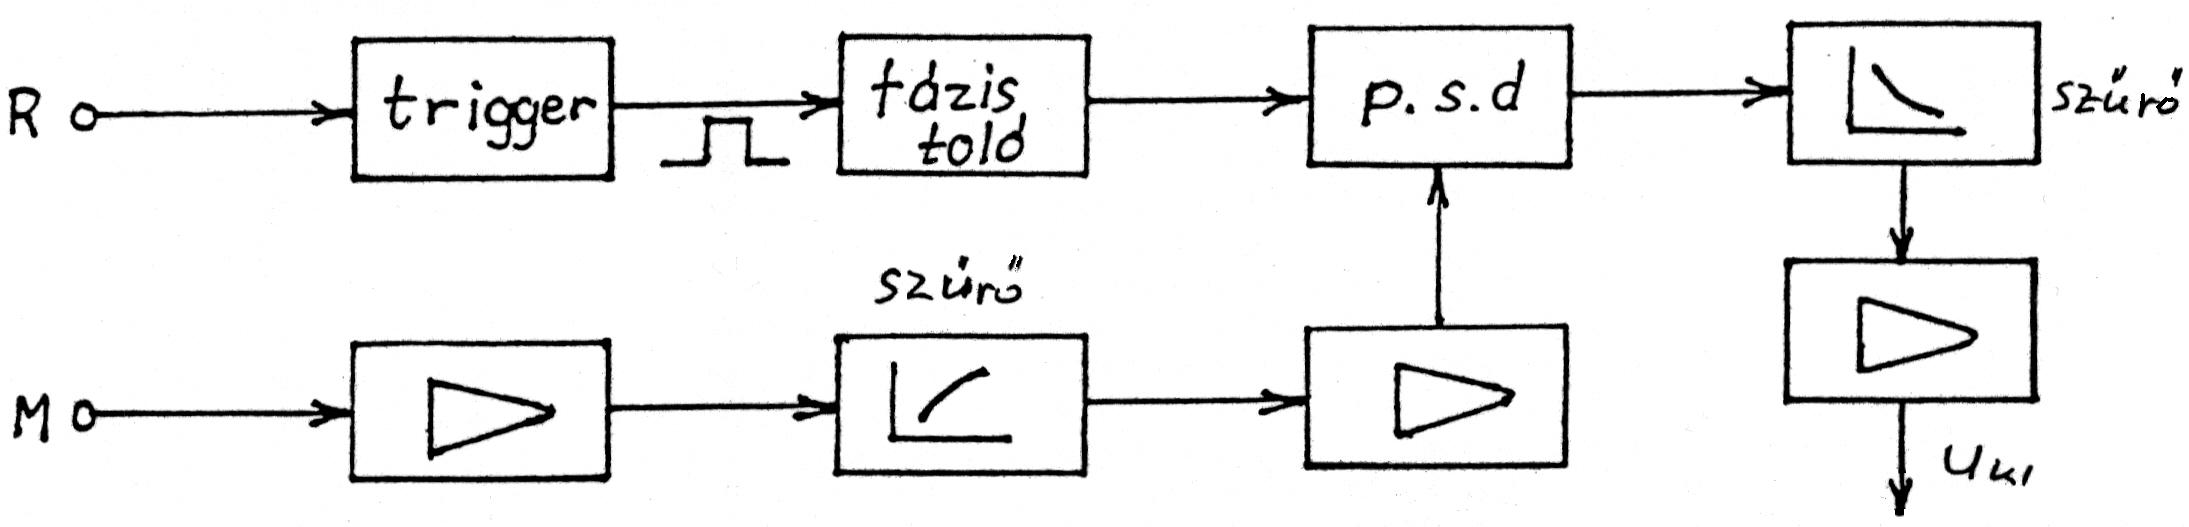 R
trigger
fázis
toló
p.s.d
szűrő
szűrő
M
uki